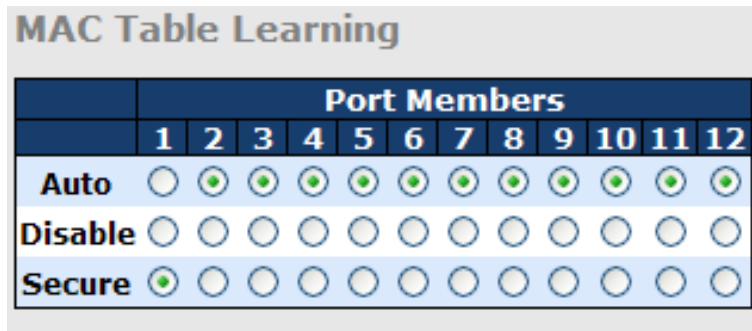 MAC Table Learning
Port Members
1 2 3 4 5 6 7 8 9 10 11 12
Auto
Disable
Secure